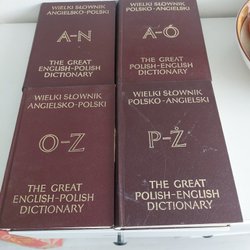 WIELKI SŁOWNIK
ANGIELSKO-POLSKI
A-N
THE GREAT
ENGLISH-POLISH
DICTIONARY
WIELKI SŁOWNIK
POLSKO-ANGIELSKI
A-Ó
THE GREAT
POLISH-ENGLISH
DICTIONARY
WIELKI SŁOWNIK
ANGIELSKO-POLSKI
O-Z
THE GREAT
ENGLISH-POLISH
DICTIONARY
WIELKI SŁOWNIK
POLSKO-ANGIELSKI
P-Ż
THE GREAT
POLISH-ENGLISH
DICTIONARY